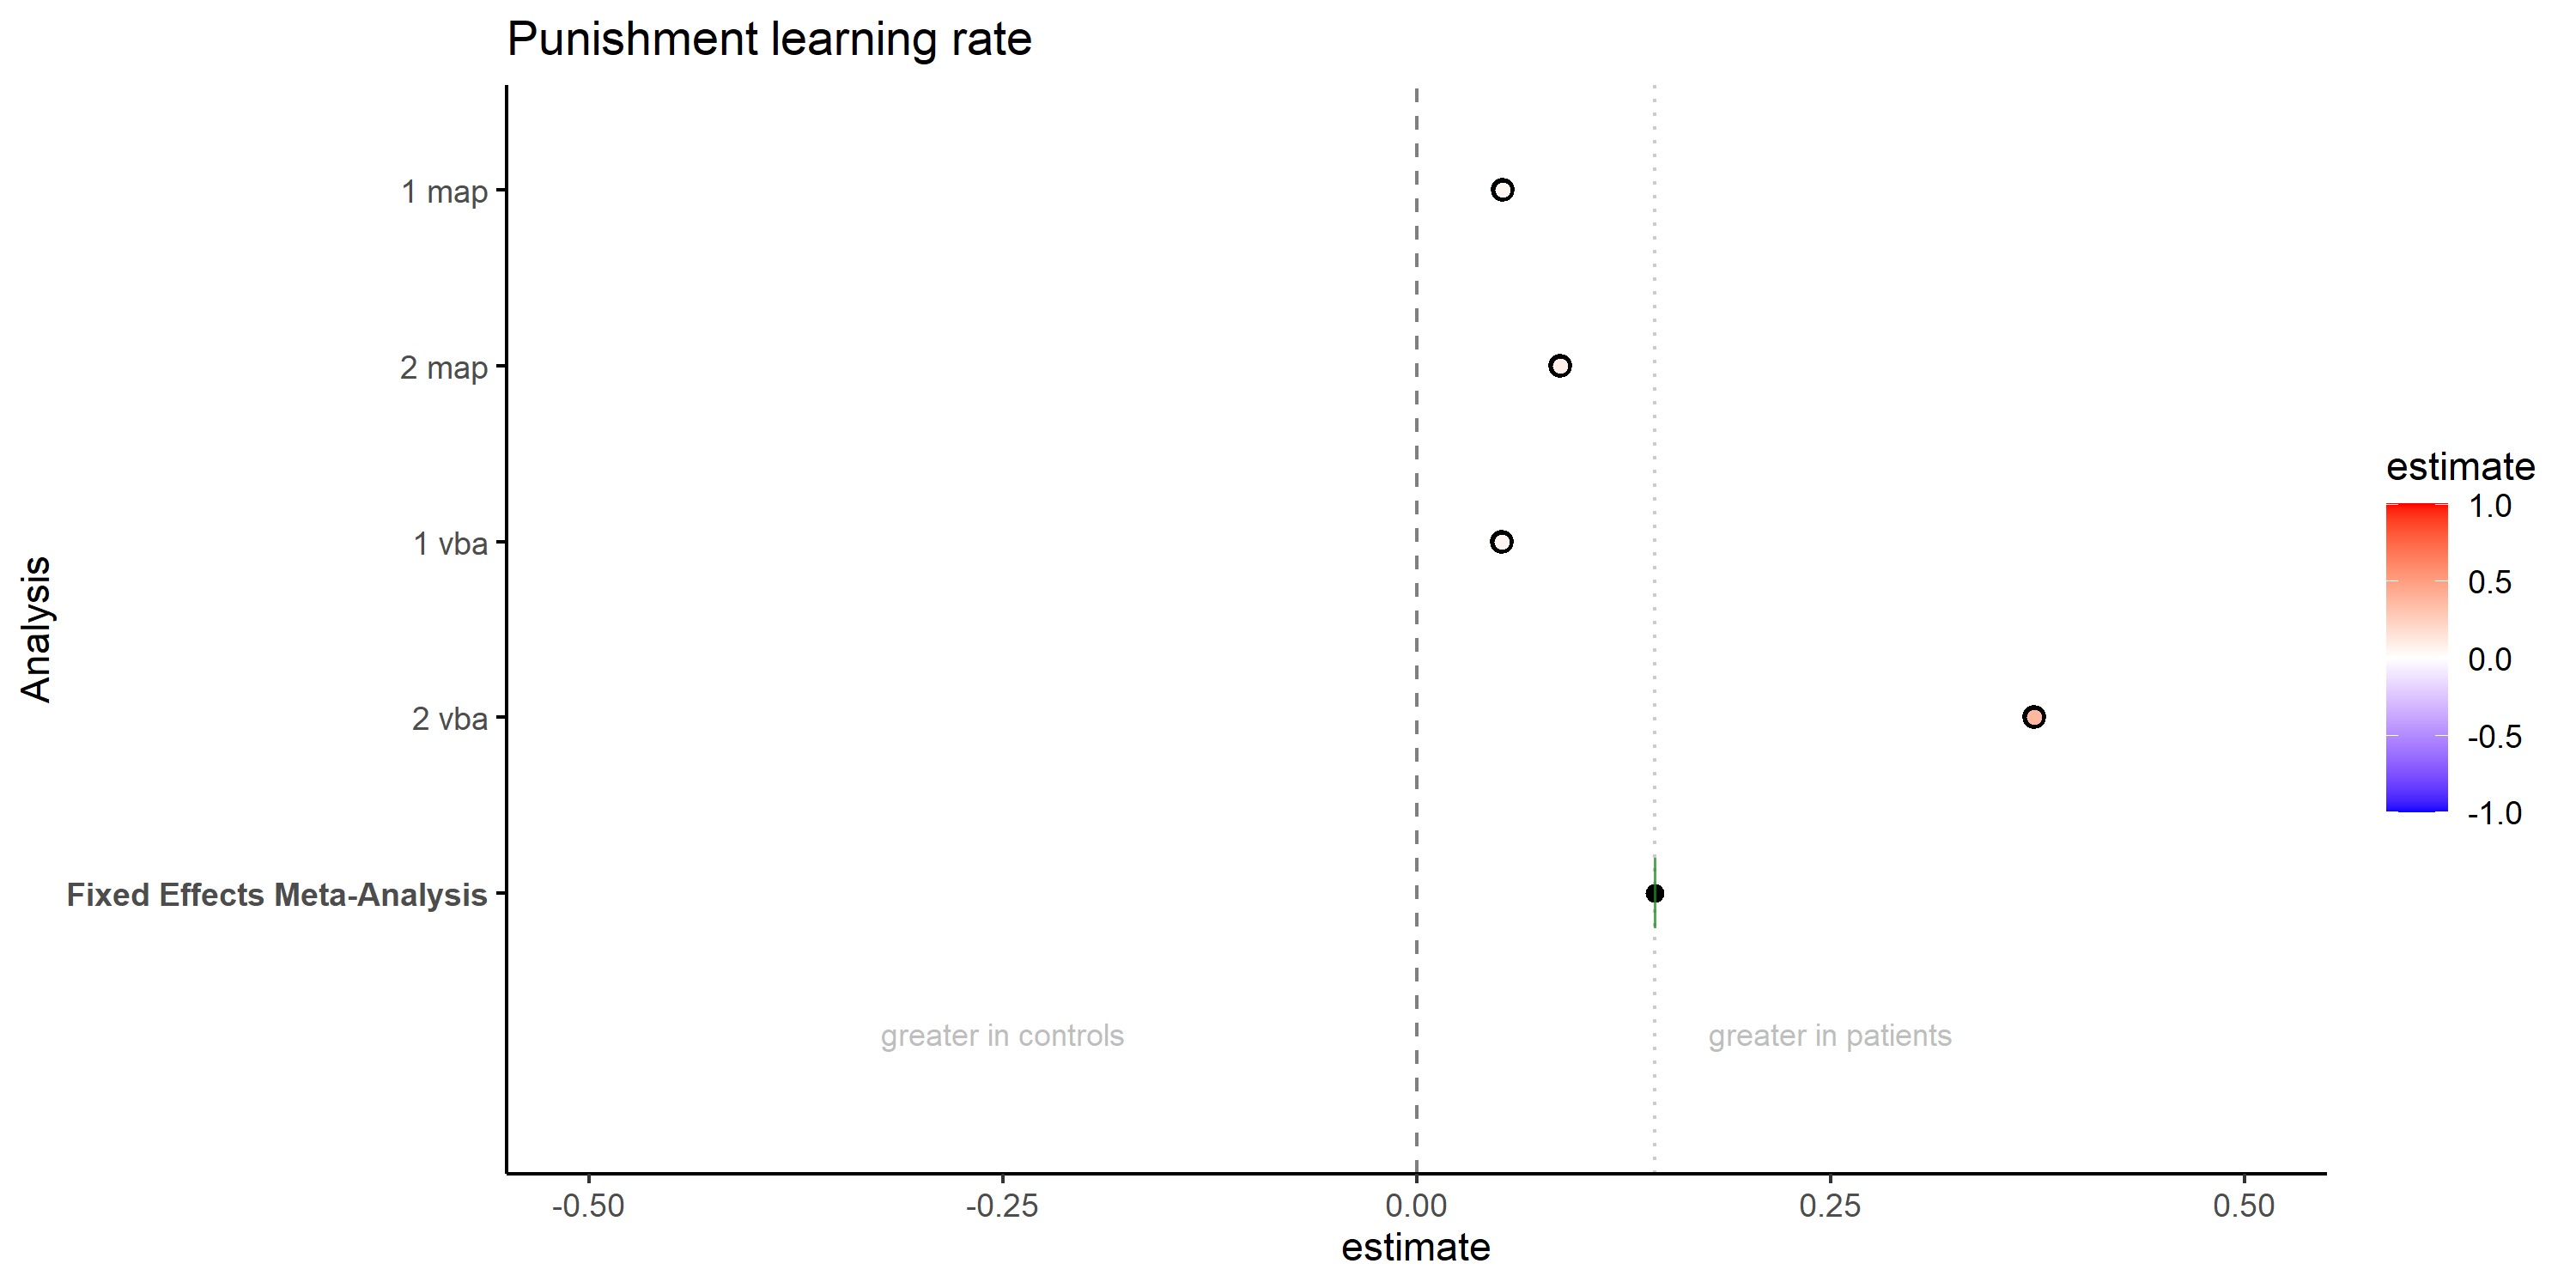 Punishment learning rate
Analysis
1 map
2 map
1 vba
2 vba
Fixed Effects Meta-Analysis
greater in controls
greater in patients
-0.50
-0.25
0.00
0.25
0.50
estimate
estimate
1.0
0.5
0.0
-0.5
-1.0